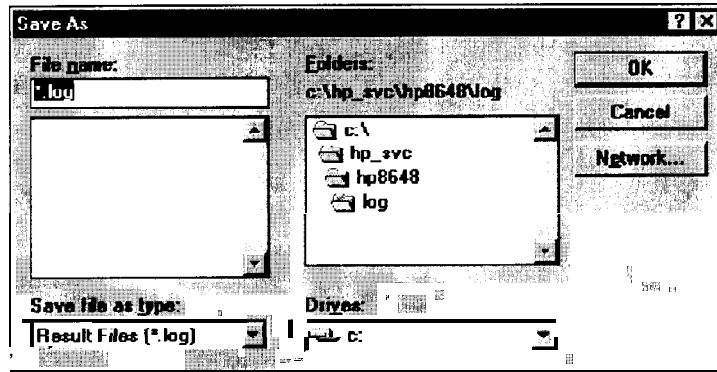 Save As
File name:
*.log
Folders:
c:\hp_svc\hp8648\log
c:\
hp_svc
hp8648
log
OK
Cancel
Network...
Save file as type:
Result Files (*.log)
Drives:
c: